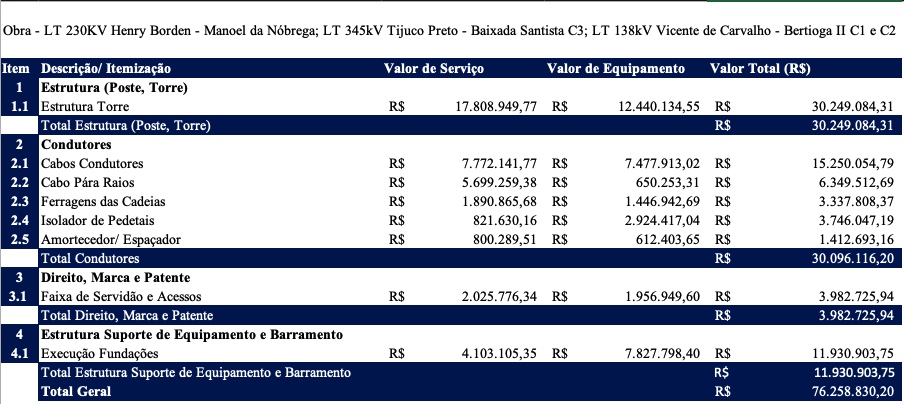 Obra - LT 230KV Henry Borden - Manoel da Nóbrega; LT 345kV Tijuco Preto - Baixada Santista C3; LT 138kV Vicente de Carvalho - Bertioga II C1 e C2
Item Descrição/ Itemização Valor de Serviço Valor de Equipamento Valor Total (R$)
1 Estrutura (Poste, Torre)
1.1 Estrutura Torre R$ 17.808.949,77 R$ 12.440.134,55 R$ 30.249.084,31
Total Estrutura (Poste, Torre) R$ 30.249.084,31
2 Condutores
2.1 Cabos Condutores R$ 7.772.141,77 R$ 7.477.913,02 R$ 15.250.054,79
2.2 Cabo Pára Raios R$ 5.699.259,38 R$ 650.253,31 R$ 6.349.512,69
2.3 Ferragens das Cadeias R$ 1.890.865,68 R$ 1.446.942,69 R$ 3.337.808,37
2.4 Isolador de Pedetais R$ 821.630,16 R$ 2.924.417,04 R$ 3.746.047,19
2.5 Amortecedor/ Espaçador R$ 800.289,51 R$ 612.403,65 R$ 1.412.693,16
Total Condutores R$ 30.096.116,20
3 Direito, Marca e Patente
3.1 Faixa de Servidão e Acessos R$ 2.025.776,34 R$ 1.956.949,60 R$ 3.982.725,94
Total Direito, Marca e Patente R$ 3.982.725,94
4 Estrutura Suporte de Equipamento e Barramento
4.1 Execução Fundações R$ 4.103.105,35 R$ 7.827.798,40 R$ 11.930.903,75
Total Estrutura Suporte de Equipamento e Barramento R$ 11.930.903,75
Total Geral R$ 76.258.830,20